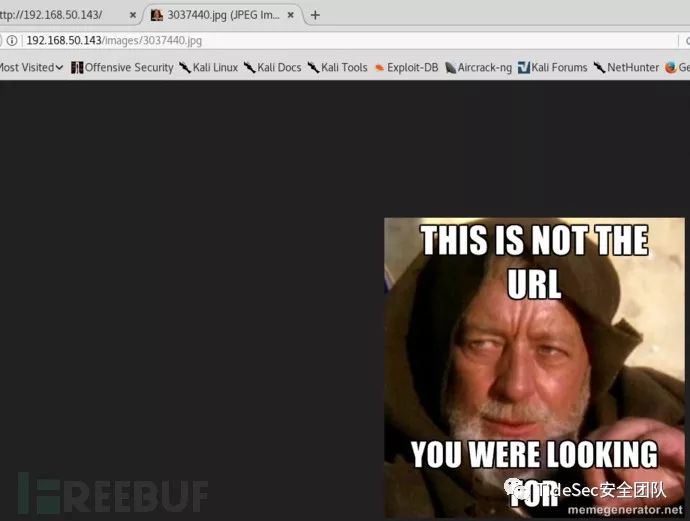 ttp://192.168.50.143/
3037440.jpg (JPEG Im...
192.168.50.143/images/3037440.jpg
Most Visited
Offensive Security
Kali Linux
Kali Docs
Kali Tools
Exploit-DB
Aircrack-ng
Kali Forums
NetHunter
Ge
THIS IS NOT THE
URL
YOU WERE LOOKING
FOR
TideSec安全团队
memegenerator.net
FREEBUF